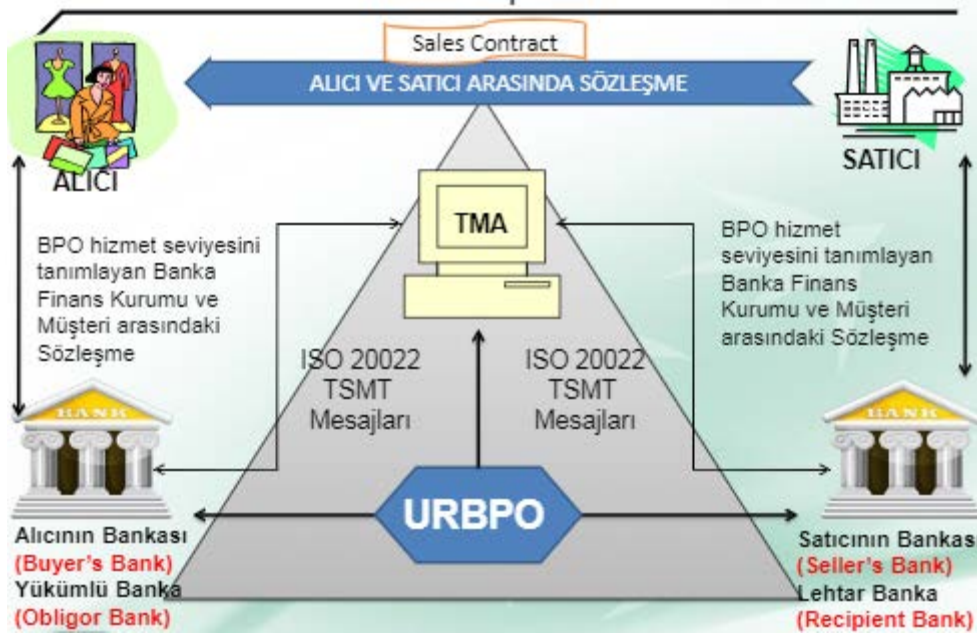 Sales Contract
ALICI VE SATICI ARASINDA SÖZLEŞME
ALICI
SATICI
TMA
BPO hizmet seviyesini
tanımlayan Banka
Finans Kurumu ve
Müşteri arasındaki
Sözleşme
BPO hizmet
seviyesini tanımlayan
Banka Finans
Kurumu ve Müşteri
arasındaki Sözleşme
ISO 20022
TSMT
Mesajları
ISO 20022
TSMT
Mesajları
BANK
BANK
URBPO
Alıcının Bankası
(Buyer's Bank)
Yükümlü Banka
(Obligor Bank)
Satıcının Bankas
(Seller's Bank)
Lehtar Banka
(Recipient Bank)